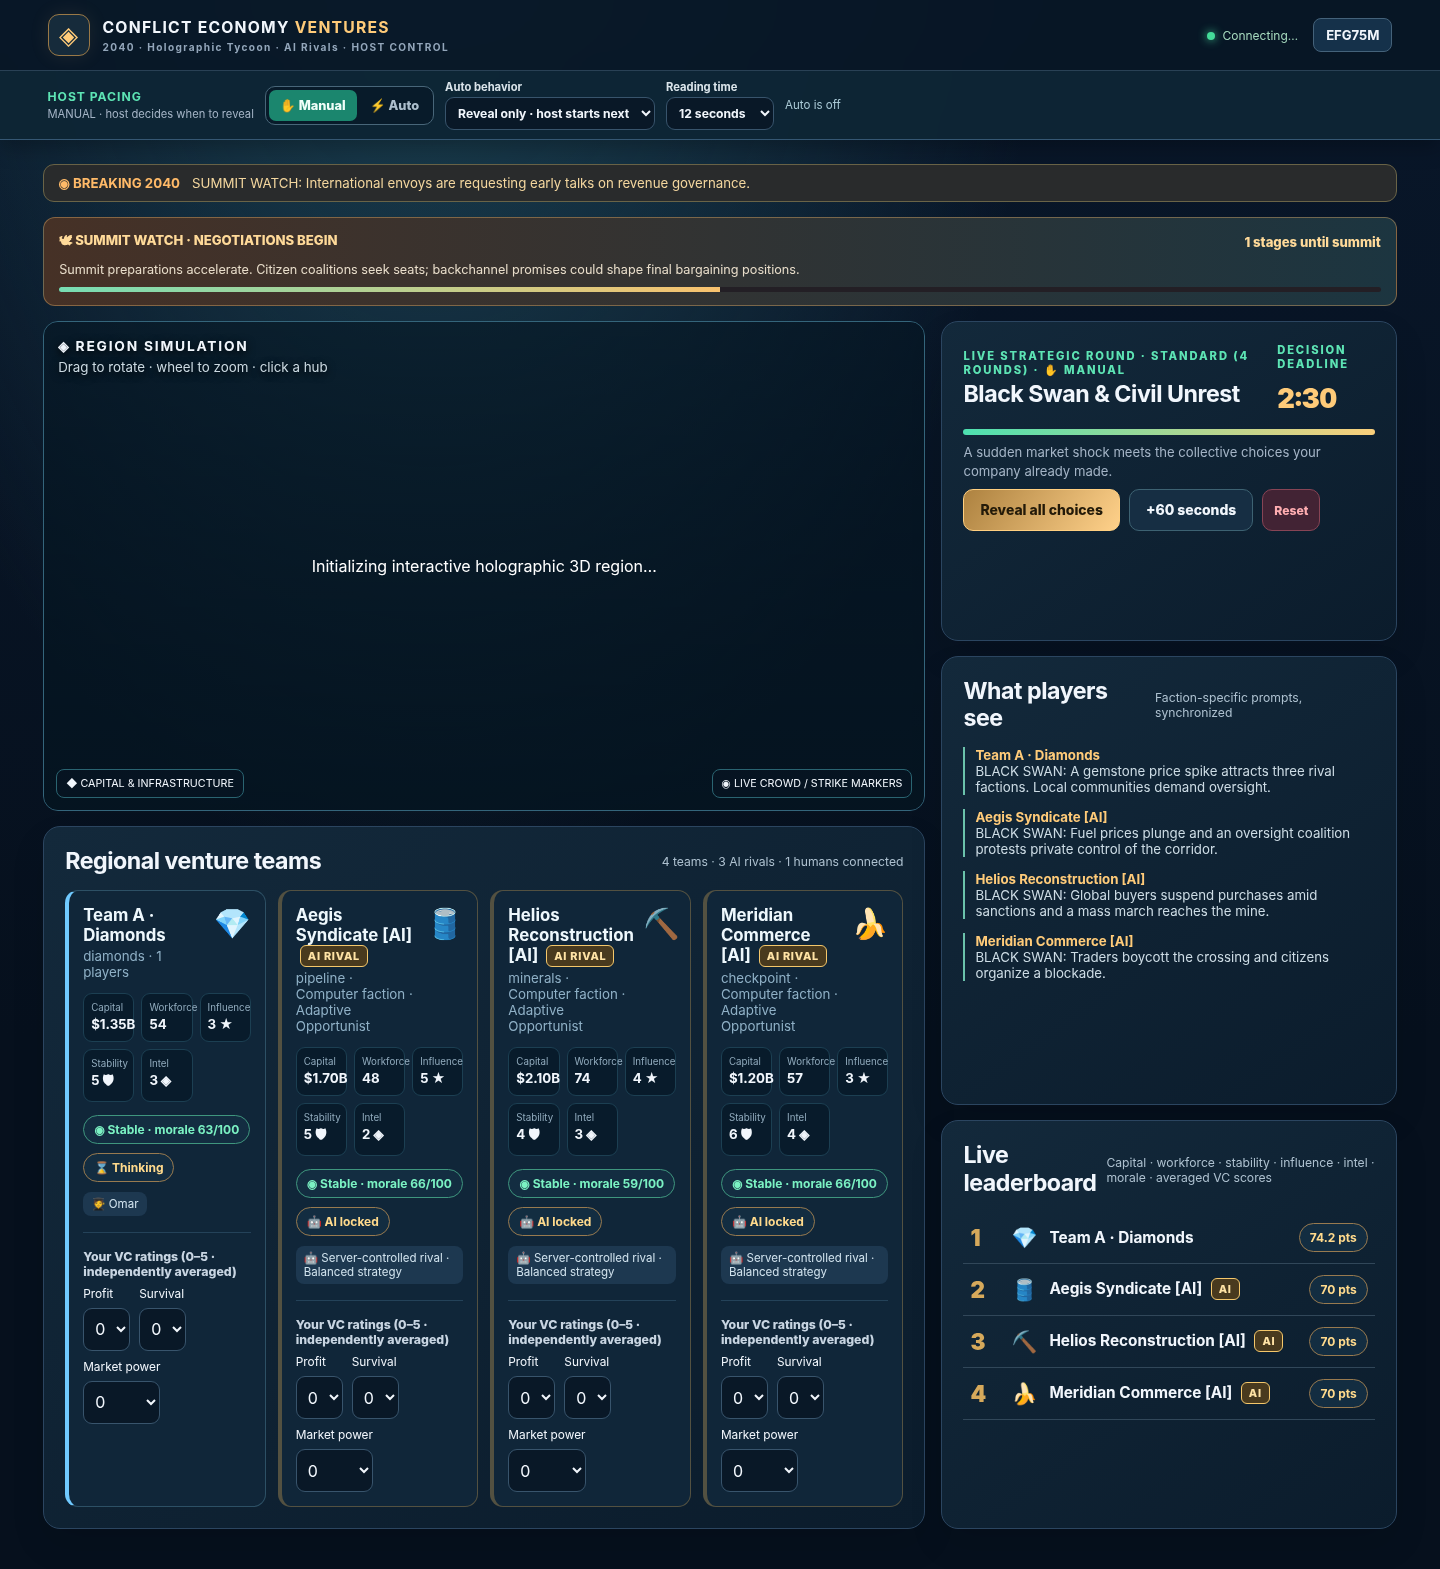 ◈
CONFLICT ECONOMY VENTURES
2040 · Holographic Tycoon · AI Rivals · HOST CONTROL
Connecting...
EFG75M
HOST PACING
MANUAL · host decides when to reveal
✋ Manual
⚡ Auto
Auto behavior
Reveal only · host starts next
Reading time
12 seconds
Auto is off
◉ BREAKING 2040 SUMMIT WATCH: International envoys are requesting early talks on revenue governance.
🕊 SUMMIT WATCH · NEGOTIATIONS BEGIN
1 stages until summit
Summit preparations accelerate. Citizen coalitions seek seats; backchannel promises could shape final bargaining positions.
◈ REGION SIMULATION
Drag to rotate · wheel to zoom · click a hub
Initializing interactive holographic 3D region...
◆ CAPITAL & INFRASTRUCTURE
◉ LIVE CROWD / STRIKE MARKERS
LIVE STRATEGIC ROUND · STANDARD (4
ROUNDS) · ✋ MANUAL
Black Swan & Civil Unrest
DECISION
DEADLINE
2:30
A sudden market shock meets the collective choices your
company already made.
Reveal all choices
+60 seconds
Reset
What players
see
Faction-specific prompts,
synchronized
Team A · Diamonds
BLACK SWAN: A gemstone price spike attracts three rival
factions. Local communities demand oversight.
Aegis Syndicate [AI]
BLACK SWAN: Fuel prices plunge and an oversight coalition
protests private control of the corridor.
Helios Reconstruction [AI]
BLACK SWAN: Global buyers suspend purchases amid
sanctions and a mass march reaches the mine.
Meridian Commerce [AI]
BLACK SWAN: Traders boycott the crossing and citizens
organize a blockade.
Regional venture teams
4 teams · 3 AI rivals · 1 humans connected
Team A ·
Diamonds
diamonds · 1
players
Capital
$1.35B
Workforce
54
Influence
3 ★
Stability
5 🛡
Intel
3 ◈
◉ Stable · morale 63/100
⌛ Thinking
🧑‍🚀 Omar
Your VC ratings (0–5 ·
independently averaged)
Profit
Survival
0
0
Market power
0
Aegis
Syndicate [AI]
AI RIVAL
pipeline ·
Computer faction ·
Adaptive
Opportunist
Capital
$1.70B
Workforce
48
Influence
5 ★
Stability
5 🛡
Intel
2 ◈
◉ Stable · morale 66/100
🤖 AI locked
🤖 Server-controlled rival ·
Balanced strategy
Your VC ratings (0–5 ·
independently averaged)
Profit
Survival
0
0
Market power
0
Helios
Reconstruction
[AI] AI RIVAL
minerals ·
Computer faction ·
Adaptive
Opportunist
Capital
$2.10B
Workforce
74
Influence
4 ★
Stability
4 🛡
Intel
3 ◈
◉ Stable · morale 59/100
🤖 AI locked
🤖 Server-controlled rival ·
Balanced strategy
Your VC ratings (0–5 ·
independently averaged)
Profit
Survival
0
0
Market power
0
Meridian
Commerce
[AI] AI RIVAL
checkpoint ·
Computer faction ·
Adaptive
Opportunist
Capital
$1.20B
Workforce
57
Influence
3 ★
Stability
6 🛡
Intel
4 ◈
◉ Stable · morale 66/100
🤖 AI locked
🤖 Server-controlled rival ·
Balanced strategy
Your VC ratings (0–5 ·
independently averaged)
Profit
Survival
0
0
Market power
0
Live
leaderboard
Capital · workforce · stability · influence · intel ·
morale · averaged VC scores
1 💎 Team A · Diamonds 74.2 pts
2 🛢️ Aegis Syndicate [AI] AI 70 pts
3 ⛏️ Helios Reconstruction [AI] AI 70 pts
4 🍌 Meridian Commerce [AI] AI 70 pts